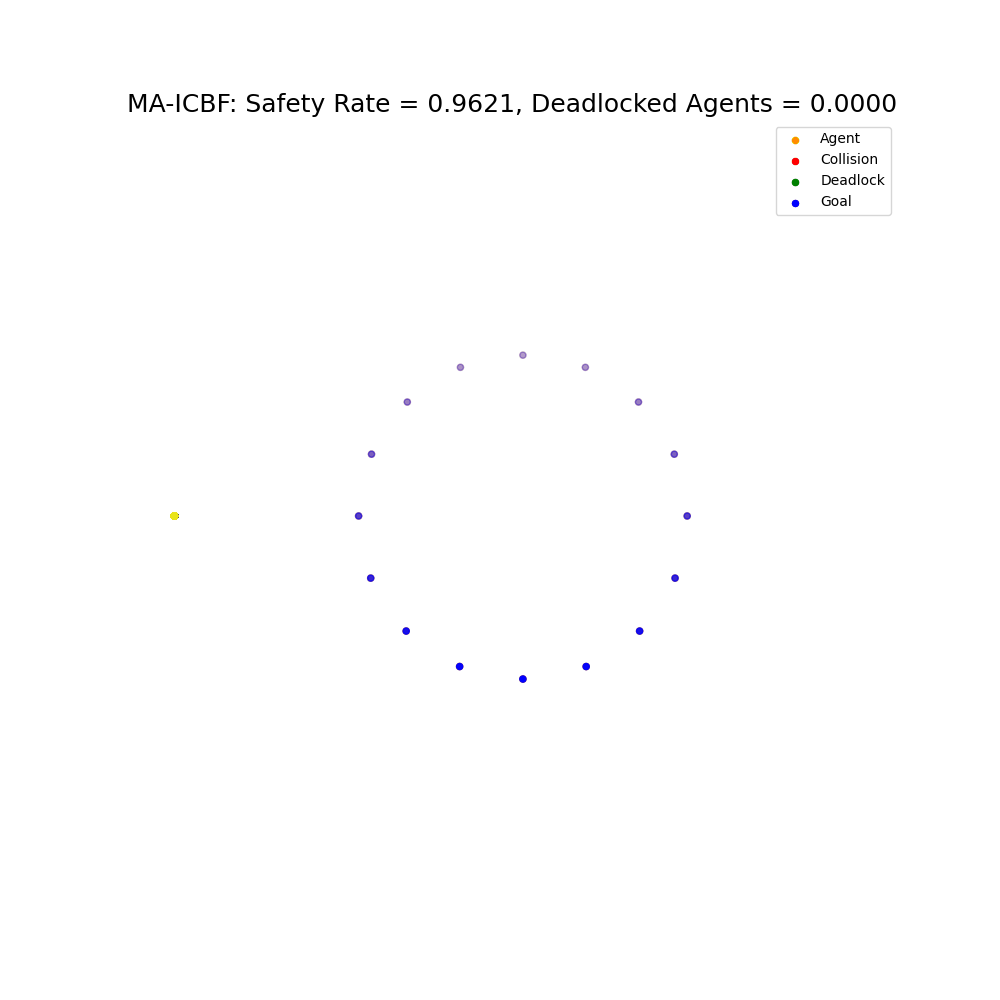 MA-ICBF: Safety Rate = 0.9621, Deadlocked Agents = 0.0000
Agent
Collision
Deadlock
Goal